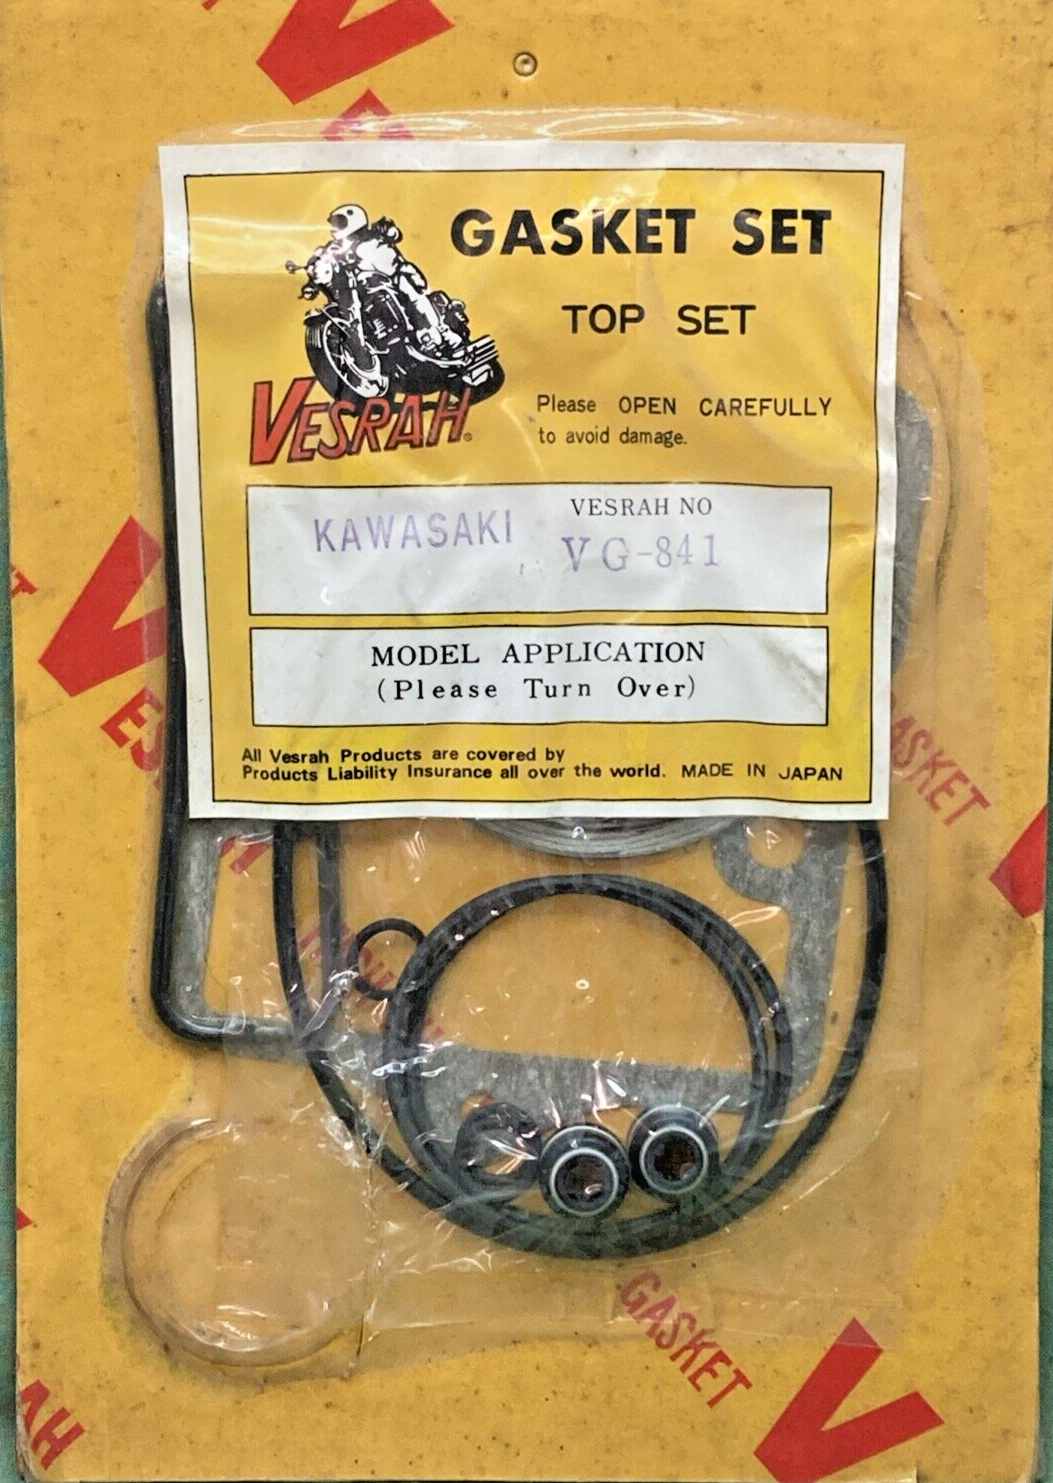 GASKET SET
TOP SET
VESRAH®
Please OPEN CAREFULLY
to avoid damage.
KAWASAKI
VESRAH NO
VG-841
MODEL APPLICATION
(Please Turn Over)
All Vesrah Products are covered by
Products Liability Insurance all over the world. MADE IN JAPAN
GASKET
GASKET